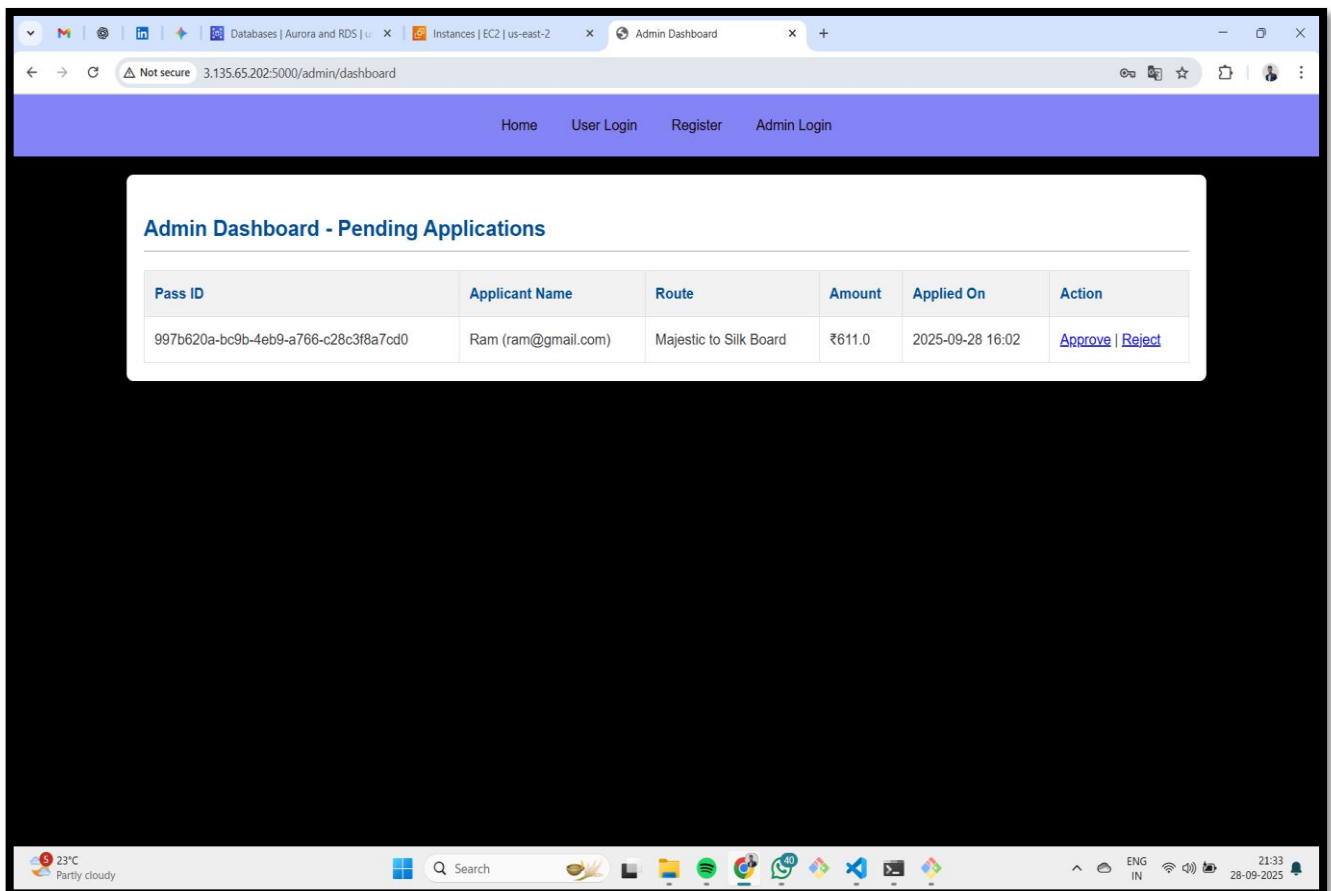 Databases | Aurora and RDS | u
Instances | EC2 | us-east-2
Admin Dashboard
Not secure 3.135.65.202:5000/admin/dashboard
Home User Login Register Admin Login
Admin Dashboard - Pending Applications
Pass ID Applicant Name Route Amount Applied On Action
997b620a-bc9b-4eb9-a766-c28c3f8a7cd0 Ram (ram@gmail.com) Majestic to Silk Board ₹611.0 2025-09-28 16:02 Approve | Reject
5
23°C
Partly cloudy
Search
40
ENG
IN
21:33
28-09-2025